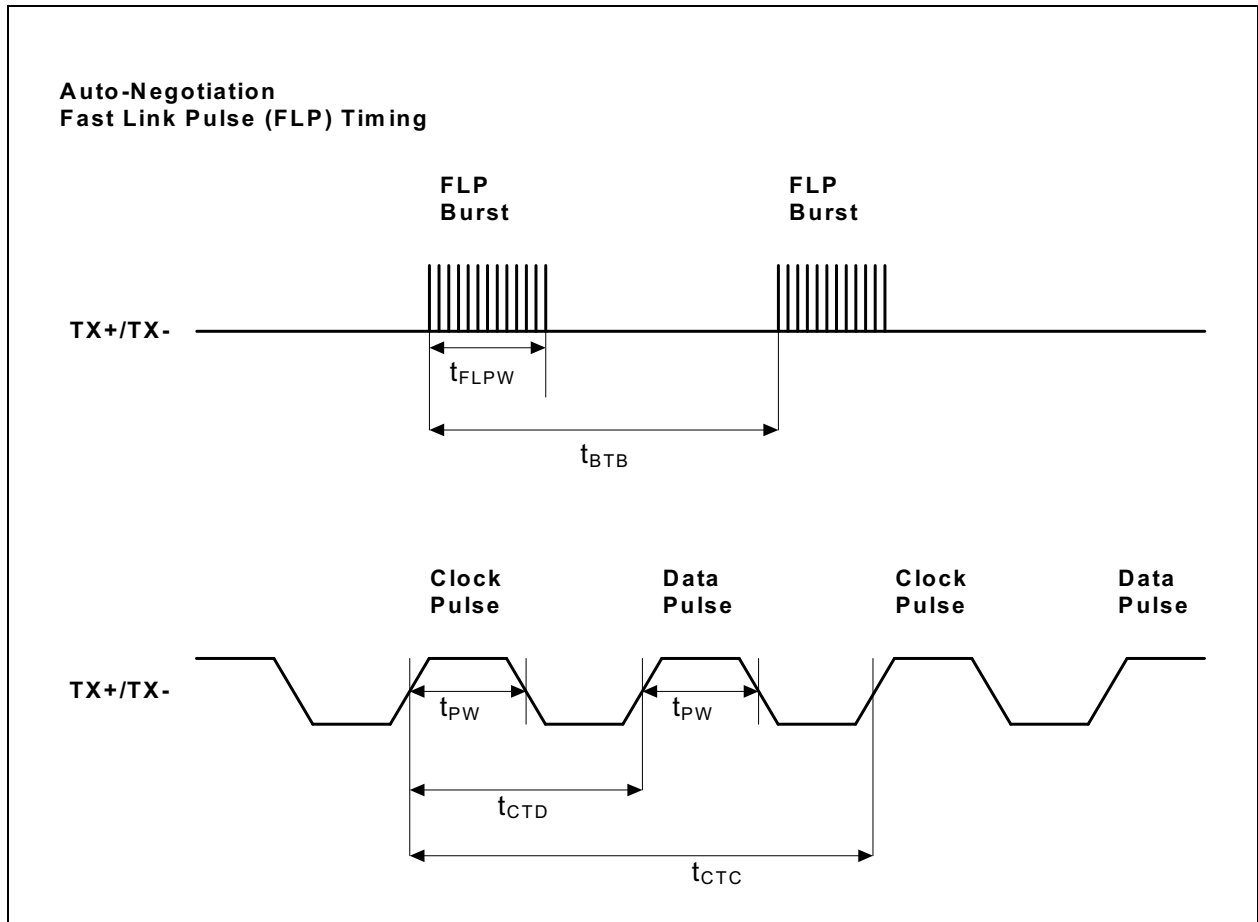 Auto-Negotiation
Fast Link Pulse (FLP) Timing
FLP
Burst
FLP
Burst
TX+/TX-
tFLPW
tBTB
Clock
Pulse
Data
Pulse
Clock
Pulse
Data
Pulse
TX+/TX-
tPW
tPW
tCTD
tCTC